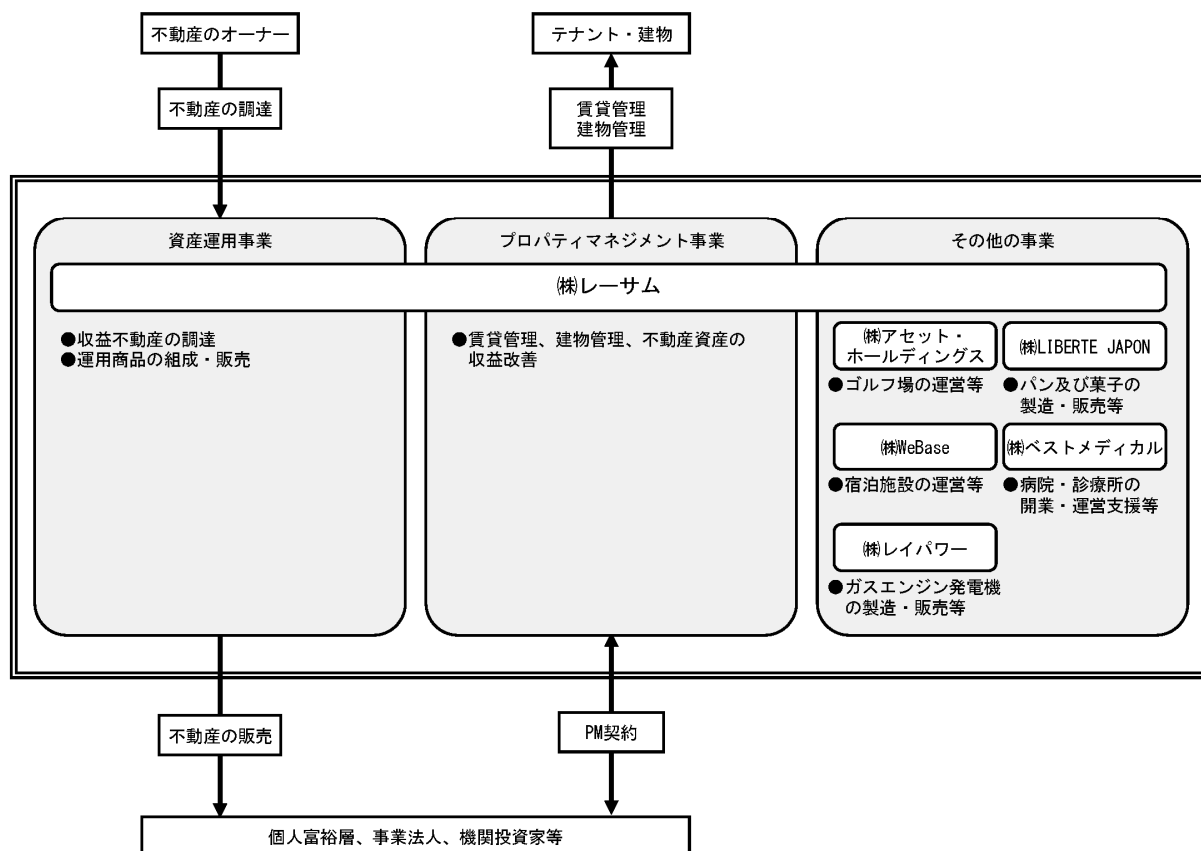 不動産のオーナー
テナント・建物
不動産の調達
賃貸管理
建物管理
資産運用事業
プロパティマネジメント事業
その他の事業
㈱レーサム
●収益不動産の調達
●運用商品の組成・販売
●賃貸管理、建物管理、不動産資産の
収益改善
㈱アセット・
ホールディングス
●ゴルフ場の運営等
㈱LIBERTE JAPON
●パン及び菓子の
製造・販売等
㈱WeBase
●宿泊施設の運営等
㈱ベストメディカル
●病院・診療所の
開業・運営支援等
㈱レイパワー
●ガスエンジン発電機
の製造・販売等
不動産の販売
PM契約
個人富裕層、事業法人、機関投資家等